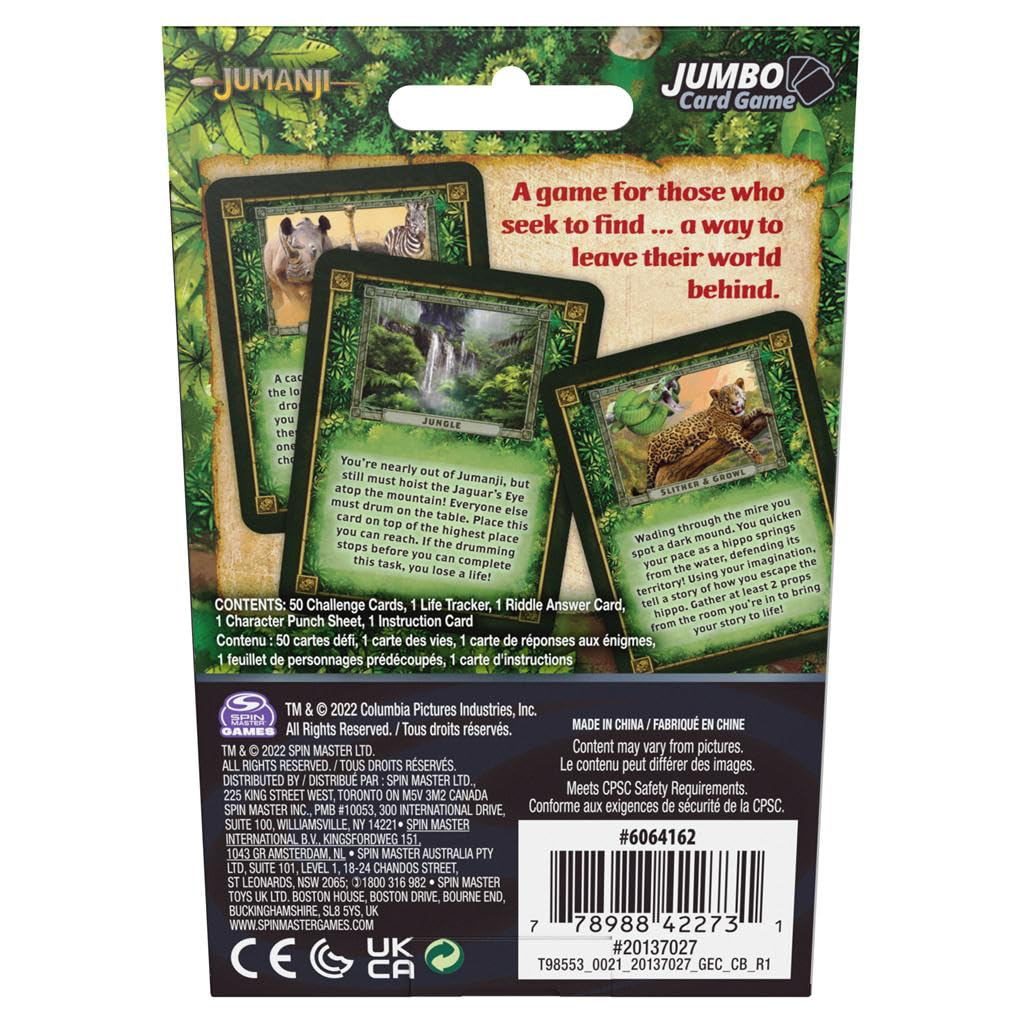 JUMANJI
JUMBO
Card Game
A game for those who
seek to find ... a way to
leave their world
behind.
A cac
the lo
dro
you
the
one
cho
JUNGLE
You're nearly out of Jumanji, but
still must hoist the Jaguar's Eye
atop the mountain! Everyone else
must drum on the table. Place this
card on top of the highest place
you can reach. If the drumming
stops before you can complete
this task, you lose a life!
SLITHER & GROWL
Wading through the mire you
spot a dark mound. You quicken
your pace as a hippo springs
from the water, defending its
territory! Using your imagination,
tell a story of how you escape the
hippo. Gather at least 2 props
from the room you're in to bring
your story to life!
CONTENTS: 50 Challenge Cards, 1 Life Tracker, 1 Riddle Answer Card,
1 Character Punch Sheet, 1 Instruction Card
Contenu : 50 cartes défi, 1 carte des vies, 1 carte de réponses aux énigmes,
1 feuillet de personnages prédécoupés, 1 carte d'instructions
SPIN
MASTER
GAMES
TM & © 2022 Columbia Pictures Industries, Inc.
All Rights Reserved. / Tous droits réservés.
TM & © 2022 SPIN MASTER LTD.
ALL RIGHTS RESERVED. / TOUS DROITS RÉSERVÉS.
DISTRIBUTED BY / DISTRIBUÉ PAR : SPIN MASTER LTD.,
225 KING STREET WEST, TORONTO ON M5V 3M2 CANADA
SPIN MASTER INC., PMB #10053, 300 INTERNATIONAL DRIVE,
SUITE 100, WILLIAMSVILLE, NY 14221• SPIN MASTER
INTERNATIONAL B.V., KINGSFORDWEG 151,
1043 GR AMSTERDAM, NL • SPIN MASTER AUSTRALIA PTY
LTD, SUITE 101, LEVEL 1, 18-24 CHANDOS STREET,
ST LEONARDS, NSW 2065; 1800 316 982 • SPIN MASTER
TOYS UK LTD. BOSTON HOUSE, BOSTON DRIVE, BOURNE END,
BUCKINGHAMSHIRE, SL8 5YS, UK
WWW.SPINMASTERGAMES.COM
CE
UK
CA
MADE IN CHINA / FABRIQUÉ EN CHINE
Content may vary from pictures.
Le contenu peut différer des images.
Meets CPSC Safety Requirements.
Conforme aux exigences de sécurité de la CPSC.
#6064162
7 78988 42273 1
#20137027
T98553_0021_20137027_GEC_CB_R1